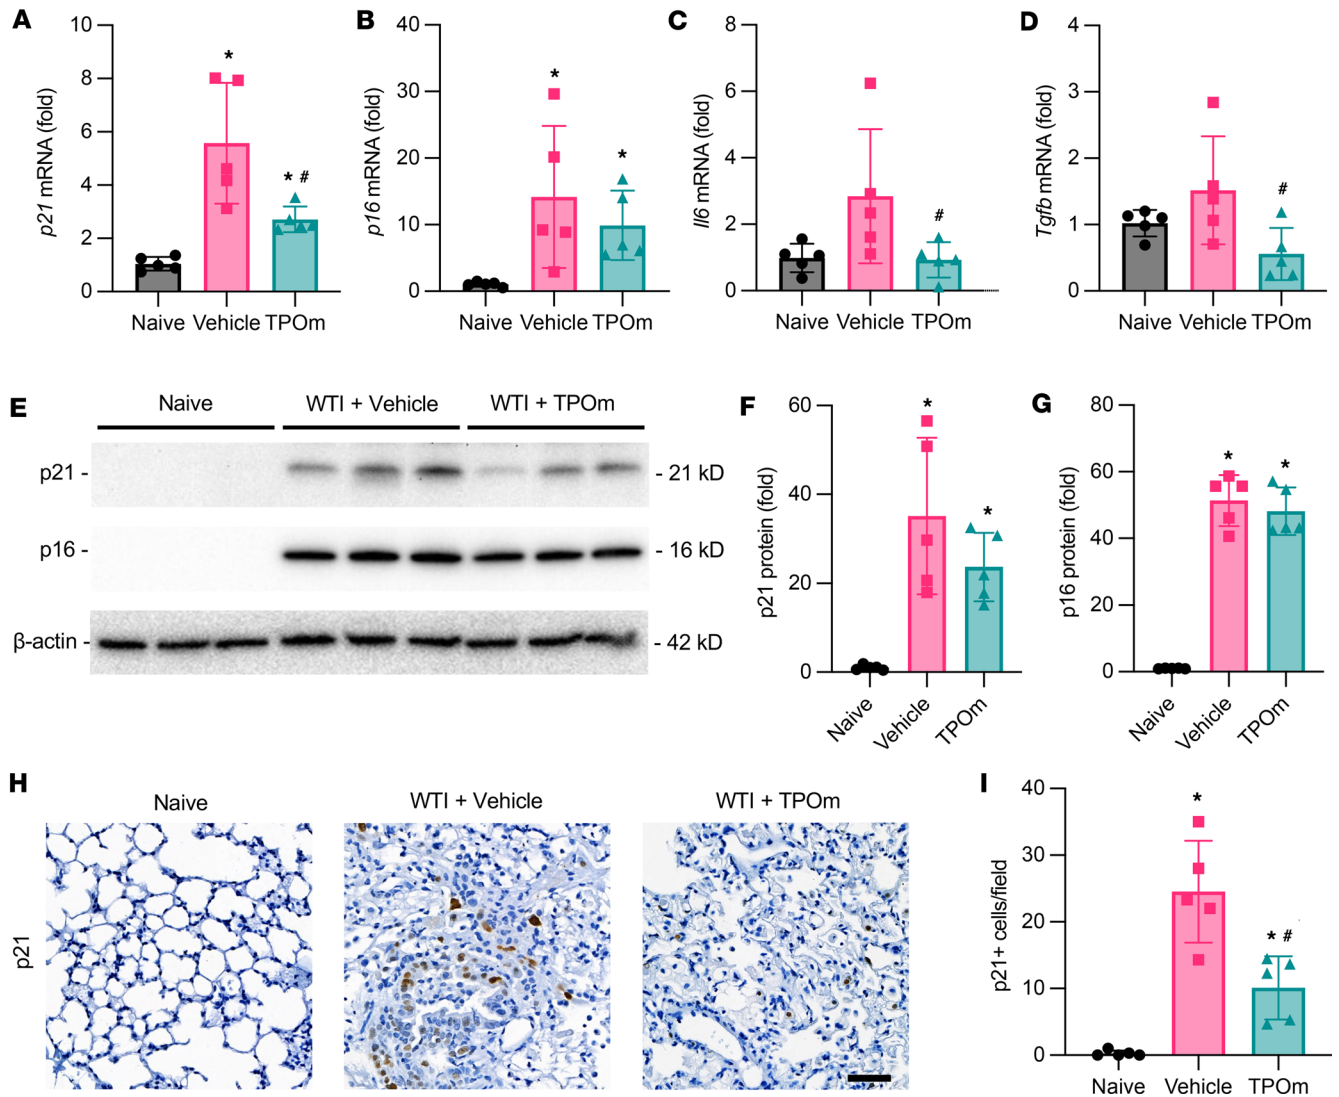 A
p21 mRNA (fold)
10
8
6
4
2
0
*
* #
Naive Vehicle TPOm
B
p16 mRNA (fold)
40
30
20
10
0
*
*
Naive Vehicle TPOm
C
Il6 mRNA (fold)
8
6
4
2
0
#
Naive Vehicle TPOm
D
Tgfb mRNA (fold)
4
3
2
1
0
#
Naive Vehicle TPOm
E
Naive
WTI + Vehicle
WTI + TPOm
p21 -
- 21 kD
p16 -
- 16 kD
β-actin -
- 42 kD
F
p21 protein (fold)
60
40
20
0
*
*
Naive
Vehicle
TPOm
G
p16 protein (fold)
80
60
40
20
0
*
*
Naive
Vehicle
TPOm
H
Naive
WTI + Vehicle
WTI + TPOm
p21
I
p21+ cells/field
40
30
20
10
0
*
* #
Naive Vehicle TPOm